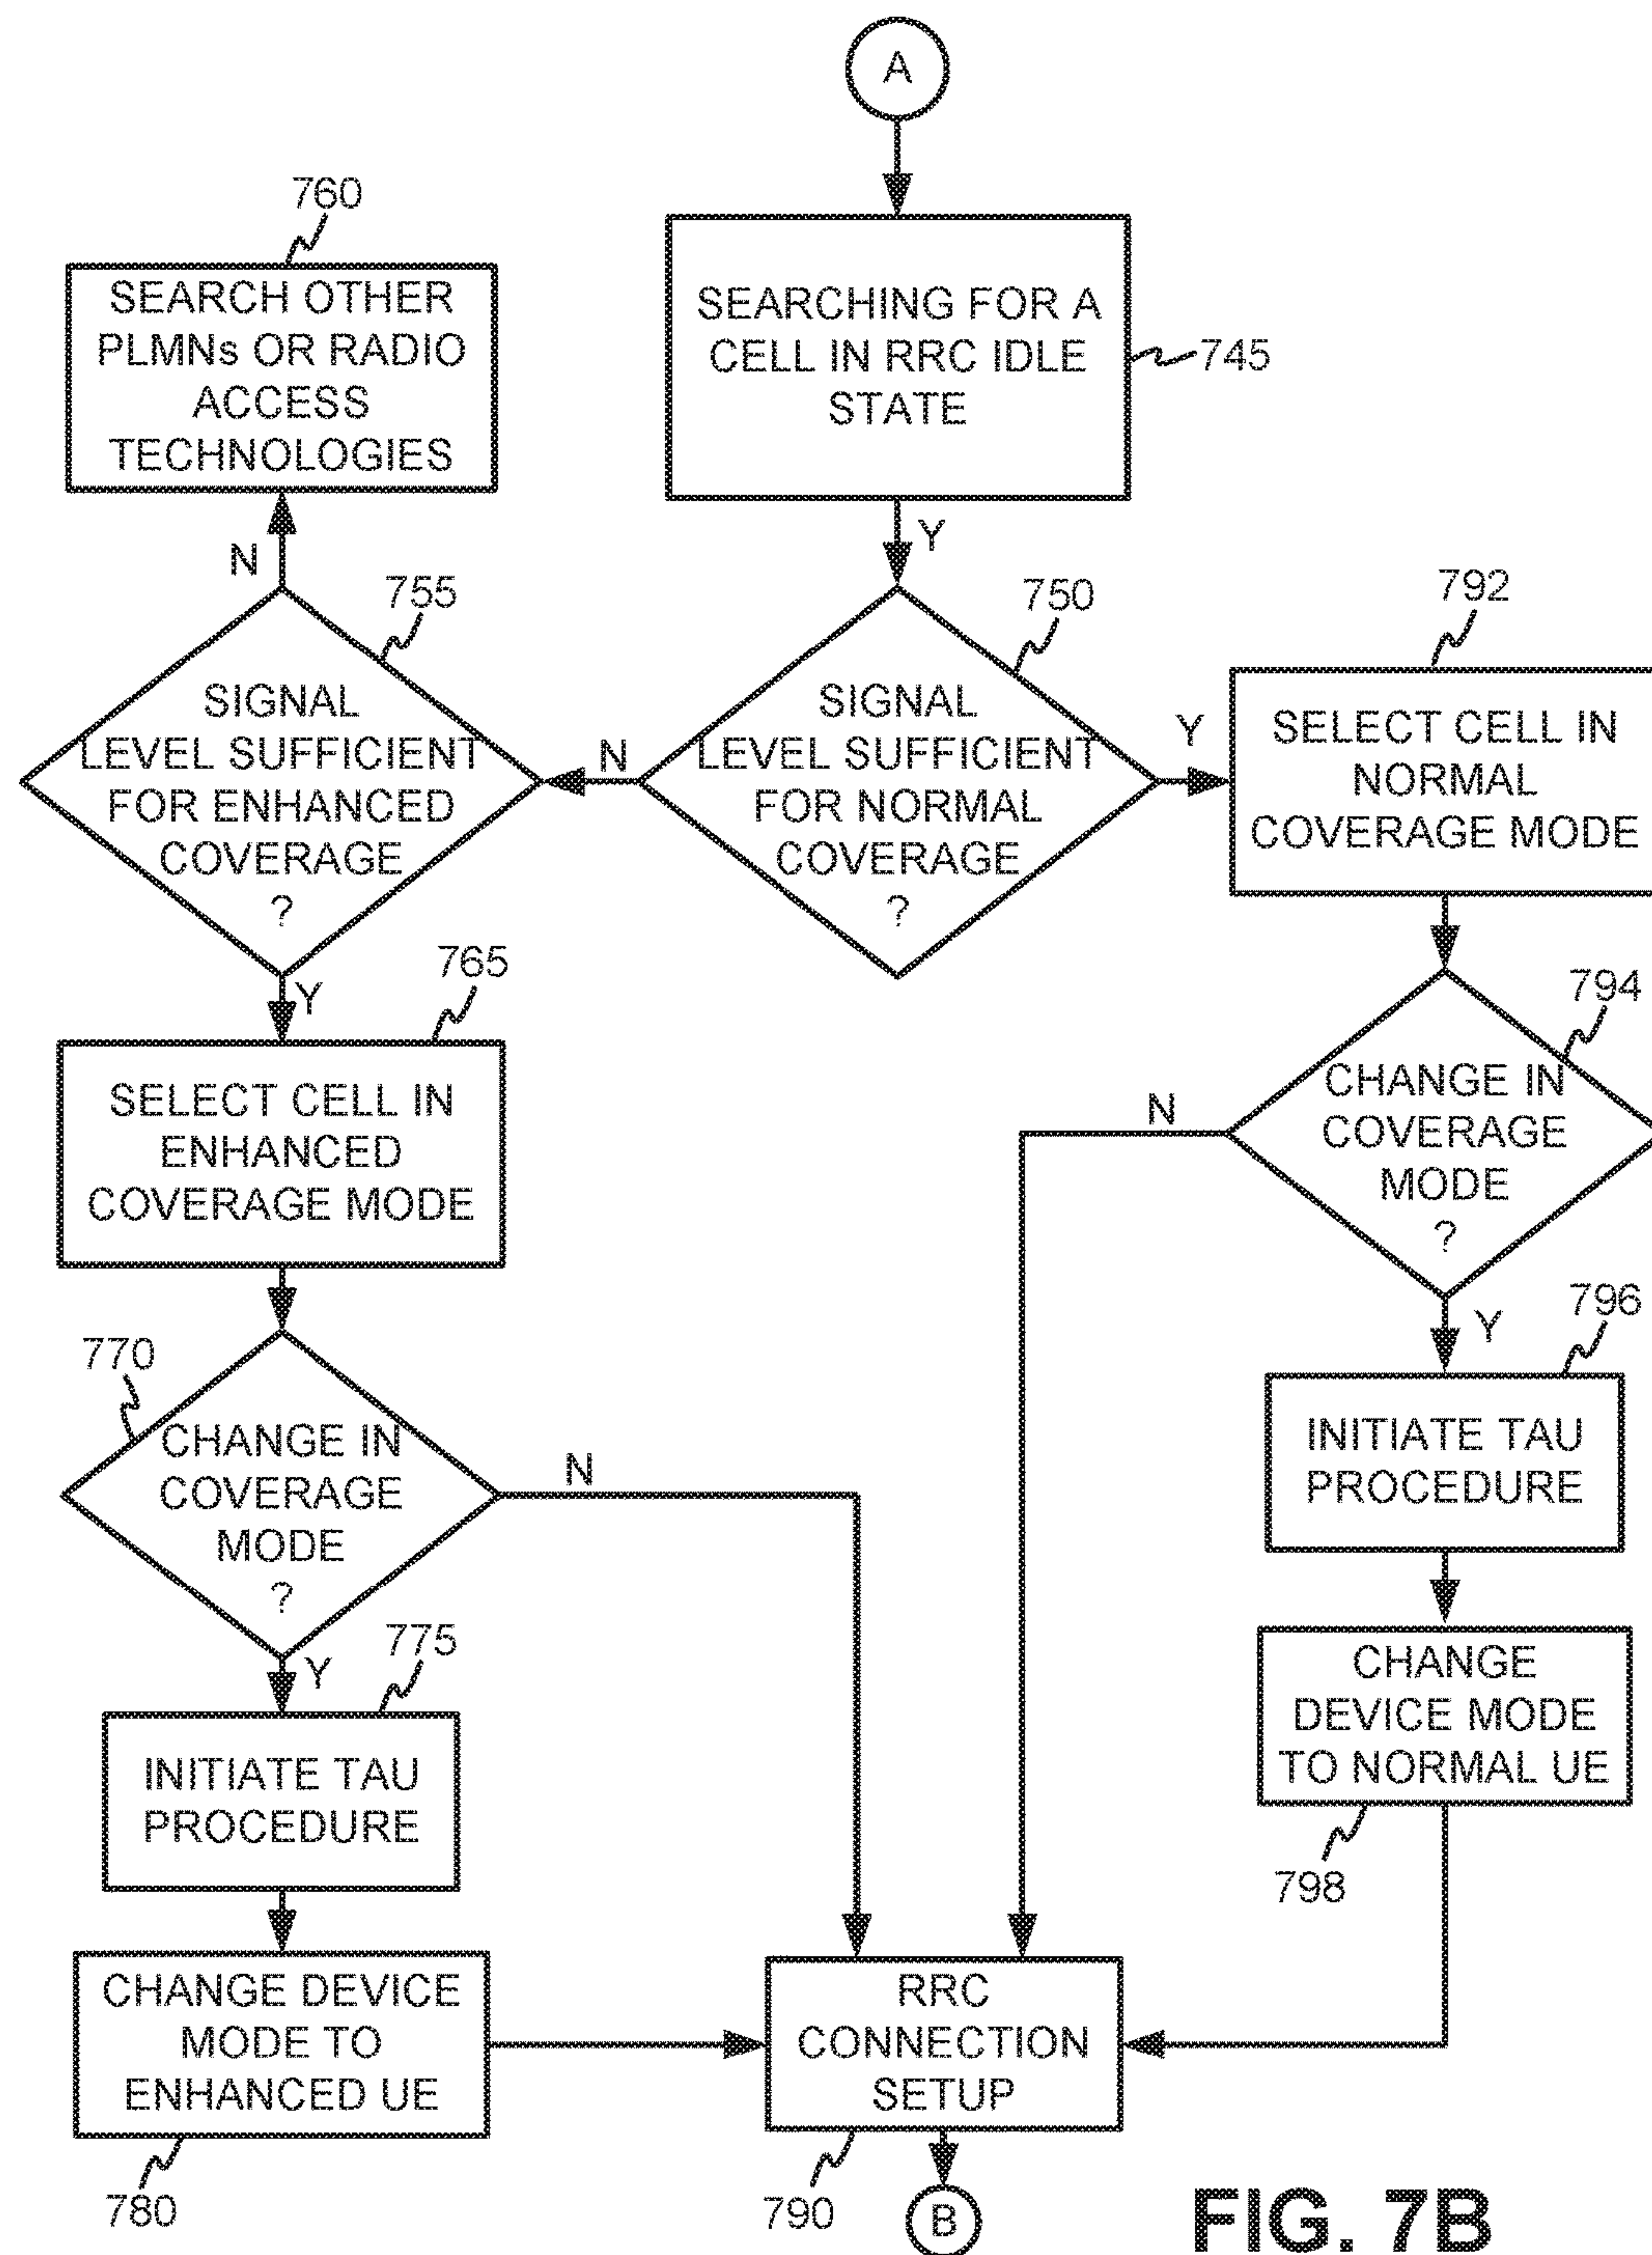 A
760
SEARCH OTHER
PLMNs OR RADIO
ACCESS
TECHNOLOGIES
SEARCHING FOR A
CELL IN RRC IDLE
STATE
745
N
Y
755
SIGNAL
LEVEL SUFFICIENT
FOR ENHANCED
COVERAGE
?
N
750
SIGNAL
LEVEL SUFFICIENT
FOR NORMAL
COVERAGE
?
Y
792
SELECT CELL IN
NORMAL
COVERAGE MODE
Y
765
SELECT CELL IN
ENHANCED
COVERAGE MODE
794
CHANGE IN
COVERAGE
MODE
?
N
Y
796
INITIATE TAU
PROCEDURE
770
CHANGE IN
COVERAGE
MODE
?
N
Y
775
INITIATE TAU
PROCEDURE
CHANGE
DEVICE MODE
TO NORMAL UE
798
CHANGE DEVICE
MODE TO
ENHANCED UE
780
RRC
CONNECTION
SETUP
790
B
FIG. 7B